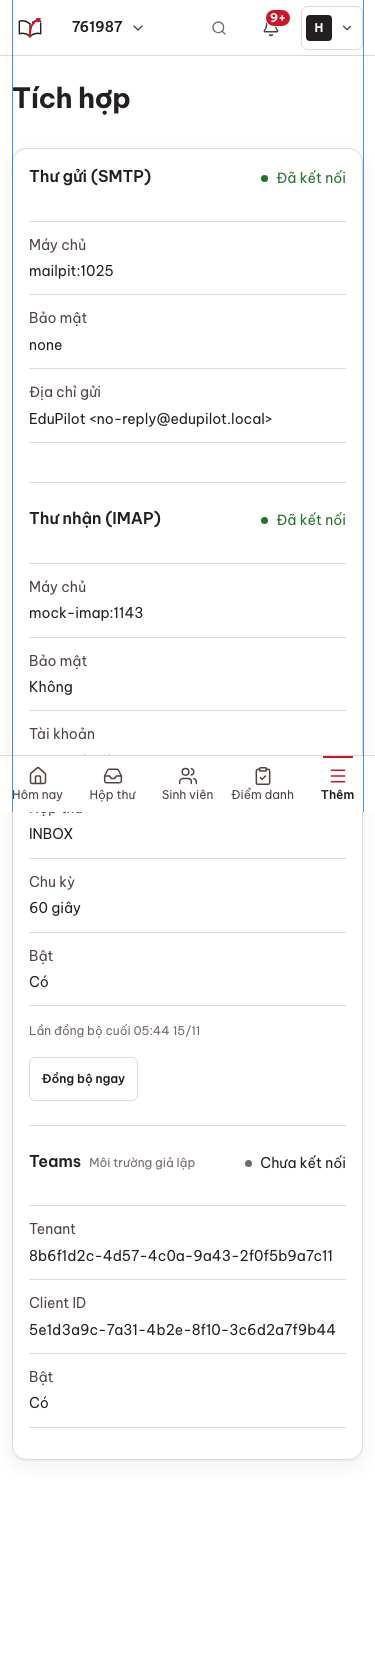 761987
9+
H
Tích hợp
Thư gửi (SMTP)
Đã kết nối
Máy chủ
mailpit:1025
Bảo mật
none
Địa chỉ gửi
EduPilot <no-reply@edupilot.local>
Thư nhận (IMAP)
Đã kết nối
Máy chủ
mock-imap:1143
Bảo mật
Không
Tài khoản
Hôm nay
Hộp thư
Sinh viên
Điểm danh
Thêm
INBOX
Chu kỳ
60 giây
Bật
Có
Lần đồng bộ cuối 05:44 15/11
Đồng bộ ngay
Teams Môi trường giả lập
Chưa kết nối
Tenant
8b6f1d2c-4d57-4c0a-9a43-2f0f5b9a7c11
Client ID
5e1d3a9c-7a31-4b2e-8f10-3c6d2a7f9b44
Bật
Có